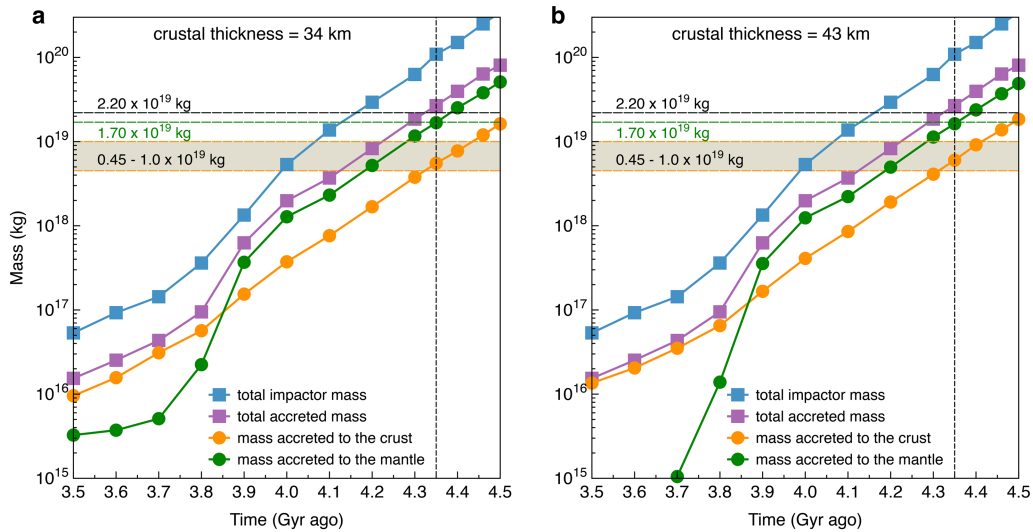 a
crustal thickness = 34 km
2.20 x 10^19 kg
1.70 x 10^19 kg
0.45 - 1.0 x 10^19 kg
total impactor mass
total accreted mass
mass accreted to the crust
mass accreted to the mantle
10^20
10^19
10^18
10^17
10^16
10^15
Mass (kg)
3.5 3.6 3.7 3.8 3.9 4.0 4.1 4.2 4.3 4.4 4.5
Time (Gyr ago)
b
crustal thickness = 43 km
2.20 x 10^19 kg
1.70 x 10^19 kg
0.45 - 1.0 x 10^19 kg
total impactor mass
total accreted mass
mass accreted to the crust
mass accreted to the mantle
10^20
10^19
10^18
10^17
10^16
10^15
3.5 3.6 3.7 3.8 3.9 4.0 4.1 4.2 4.3 4.4 4.5
Time (Gyr ago)